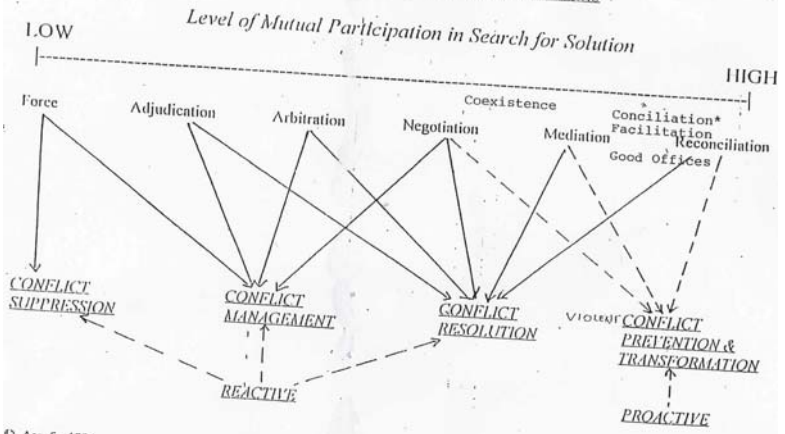 Level of Mutual Participation in Search for Solution
LOW
HIGH
Force
Adjudication
Arbitration
Negotiation
Coexistence
Mediation
Conciliation*
Facilitation
Reconciliation
Good Offices
CONFLICT
SUPPRESSION
CONFLICT
MANAGEMENT
CONFLICT
RESOLUTION
Violent CONFLICT
PREVENTION &
TRANSFORMATION
REACTIVE
PROACTIVE